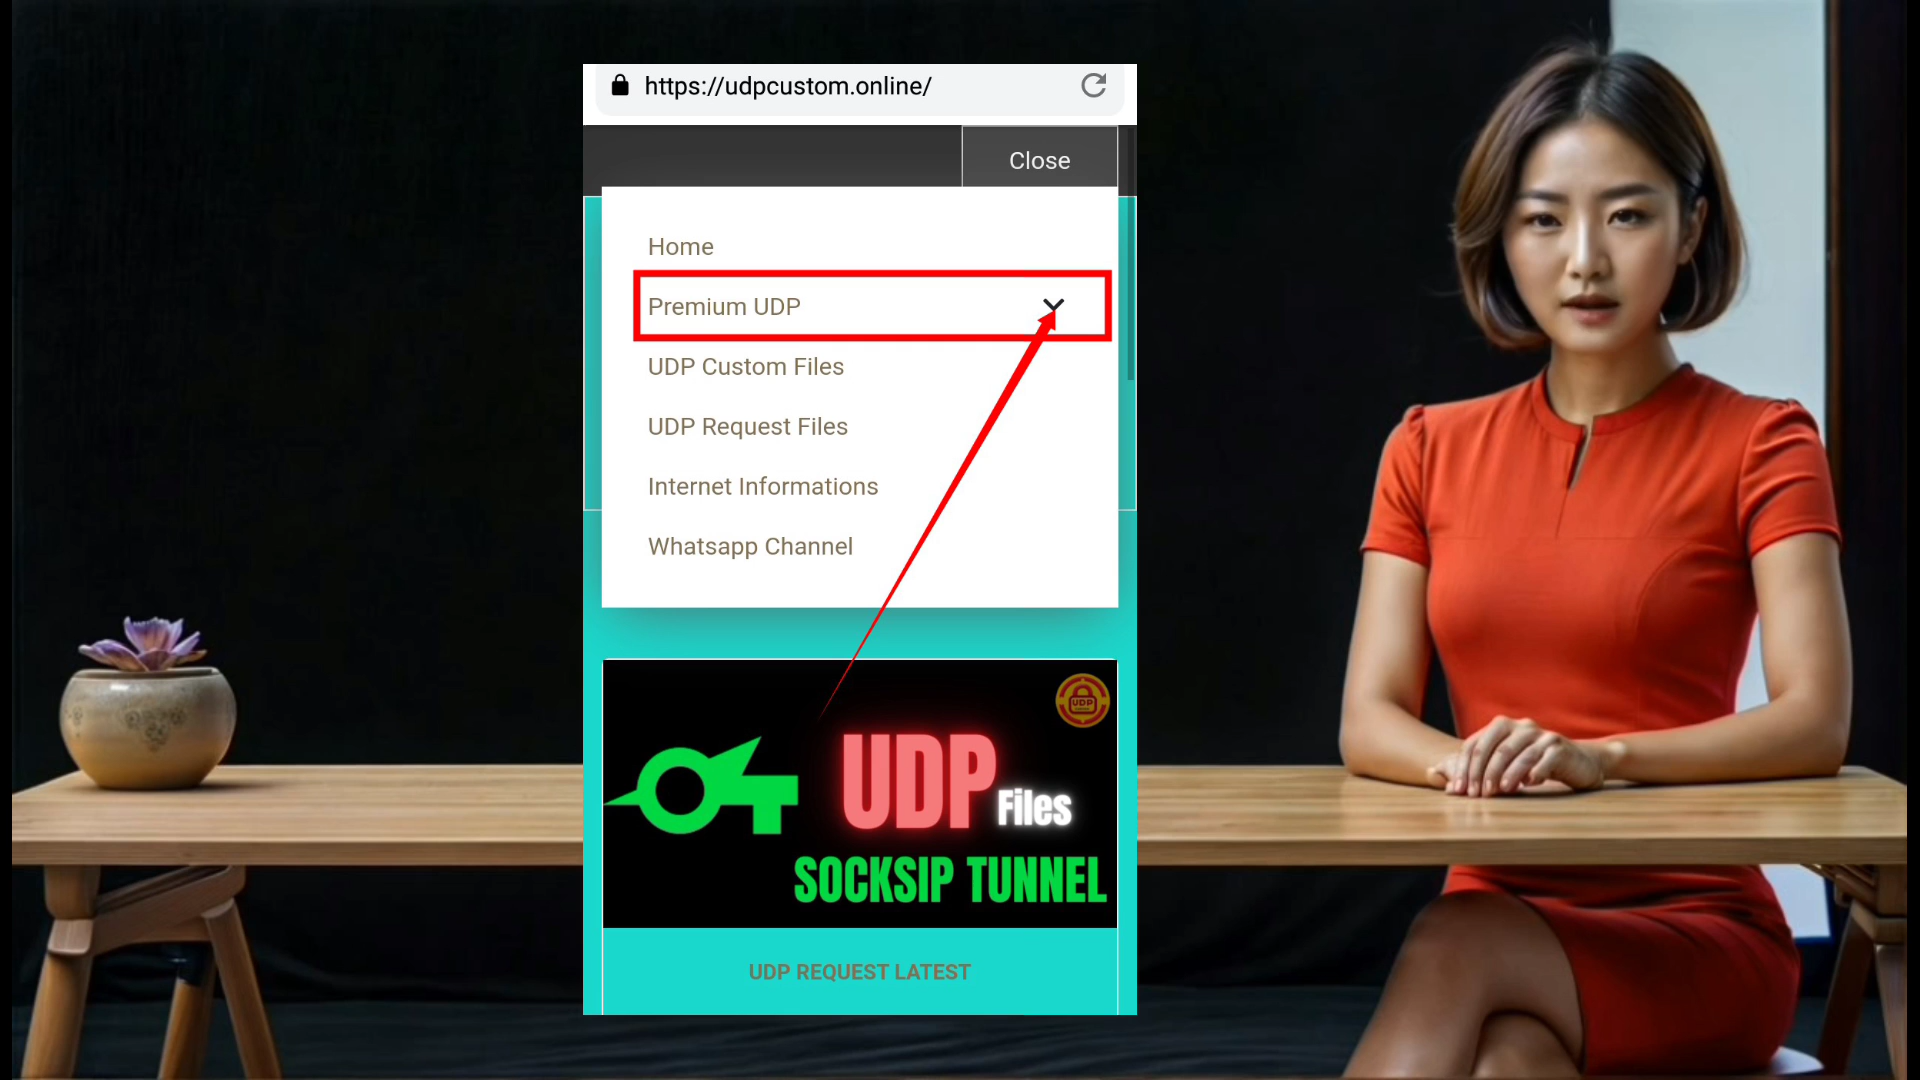 https://udpcustom.online/
Close
Home
Premium UDP
UDP Custom Files
UDP Request Files
Internet Informations
Whatsapp Channel
UDP
UDP
Files
SOCKSIP TUNNEL
UDP REQUEST LATEST